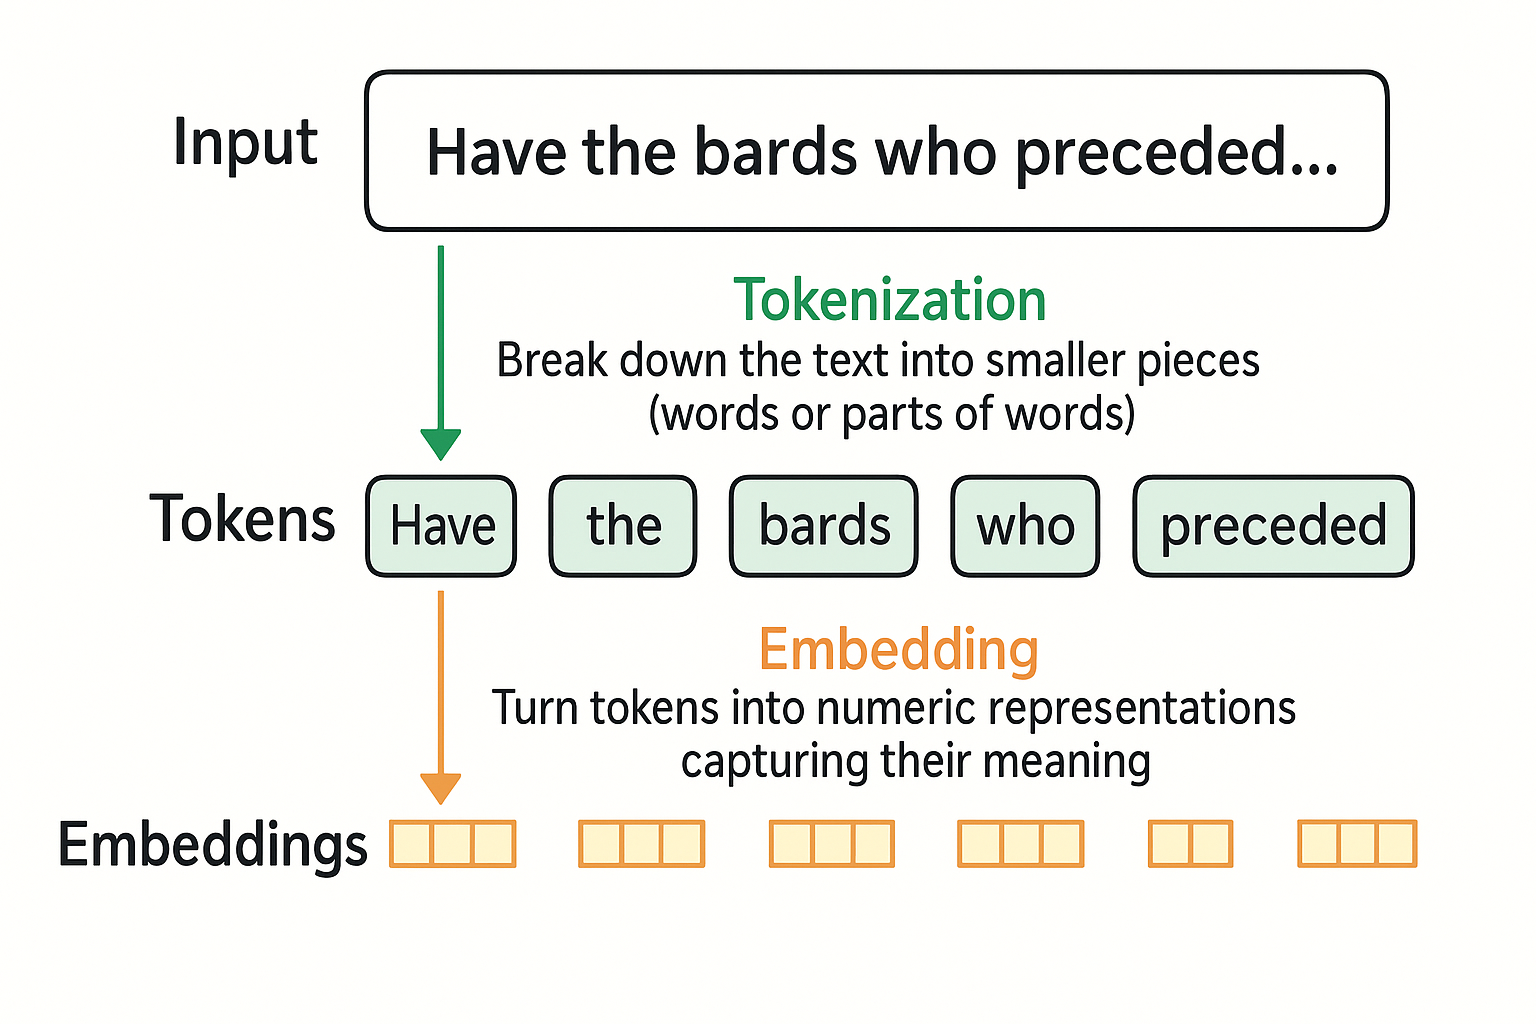 Input
Have the bards who preceded...
Tokenization
Break down the text into smaller pieces
(words or parts of words)
Tokens
Have
the
bards
who
preceded
Embedding
Turn tokens into numeric representations
capturing their meaning
Embeddings